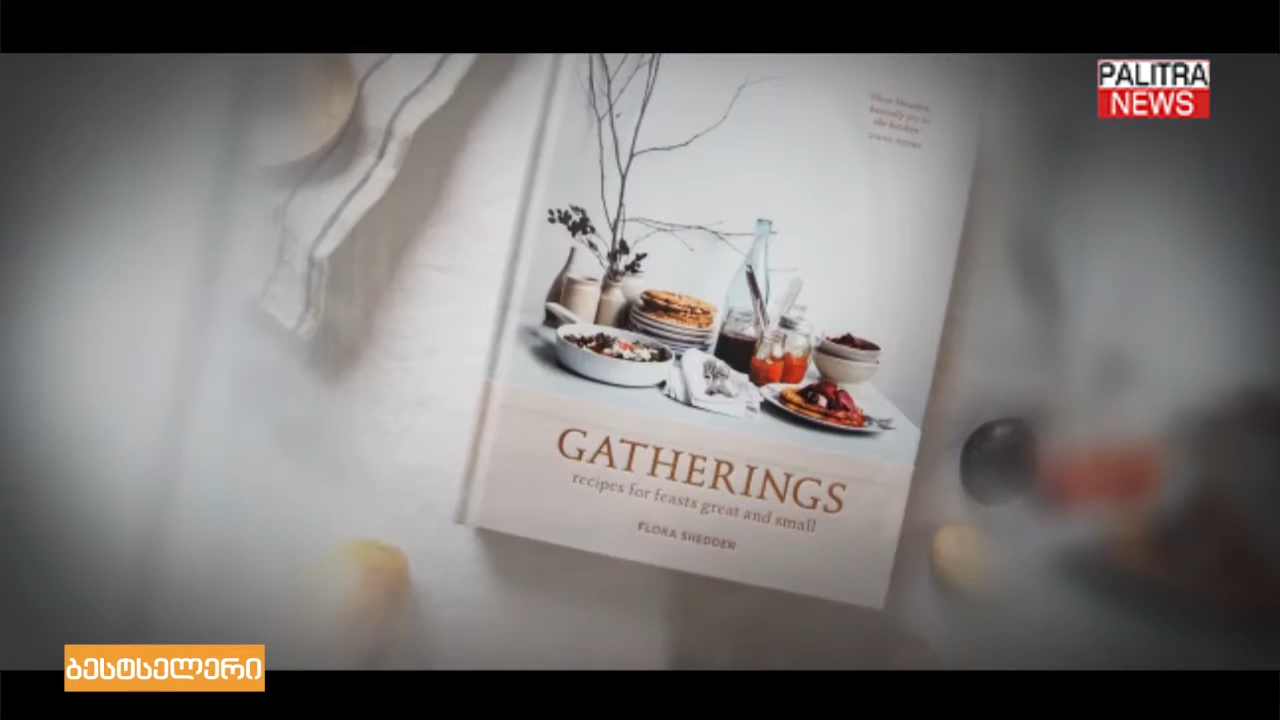 PALITRA
NEWS
GATHERINGS
recipes for feasts great and small
FLORA SHEDDEN
ბესტსელერი